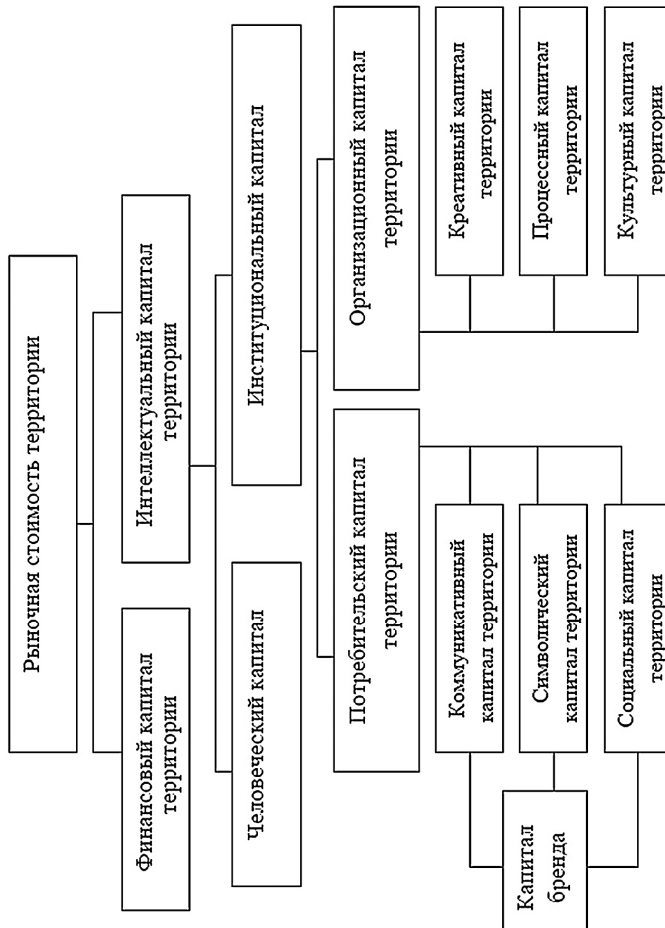 Рыночная стоимость территории
Финансовый капитал
территории
Интеллектуальный капитал
территории
Человеческий капитал
Институциональный капитал
Потребительский капитал
территории
Организационный капитал
территории
Коммуникативный
капитал территории
Креативный капитал
территории
Капитал
бренда
Символический
капитал территории
Процессный капитал
территории
Социальный капитал
территории
Культурный капитал
территории